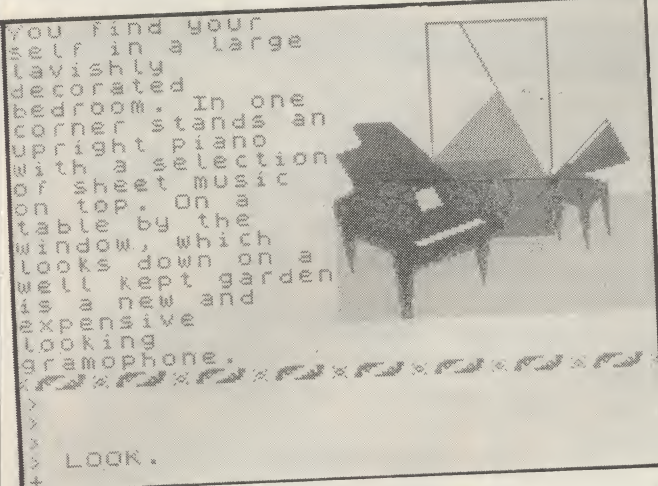 You find your
self in a large
lavishly
decorated
bedroom. In one
corner stands an
upright piano
with a selection
of sheet music
on top. On a
table by the
window, which
looks down on a
well kept garden
is a new and
expensive
looking
gramophone.
>
>
>
>
LOOK.
+